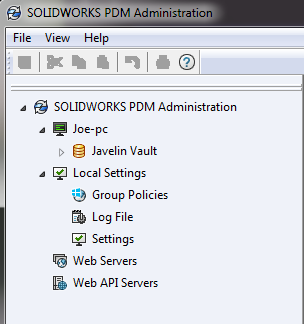 SOLIDWORKS PDM Administration
File View Help
SOLIDWORKS PDM Administration
Joe-pc
Javelin Vault
Local Settings
Group Policies
Log File
Settings
Web Servers
Web API Servers